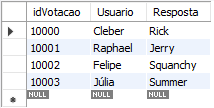 idVotacao Usuario Resposta
10000 Cleber Rick
10001 Raphael Jerry
10002 Felipe Squanchy
10003 Júlia Summer
NULL NULL NULL